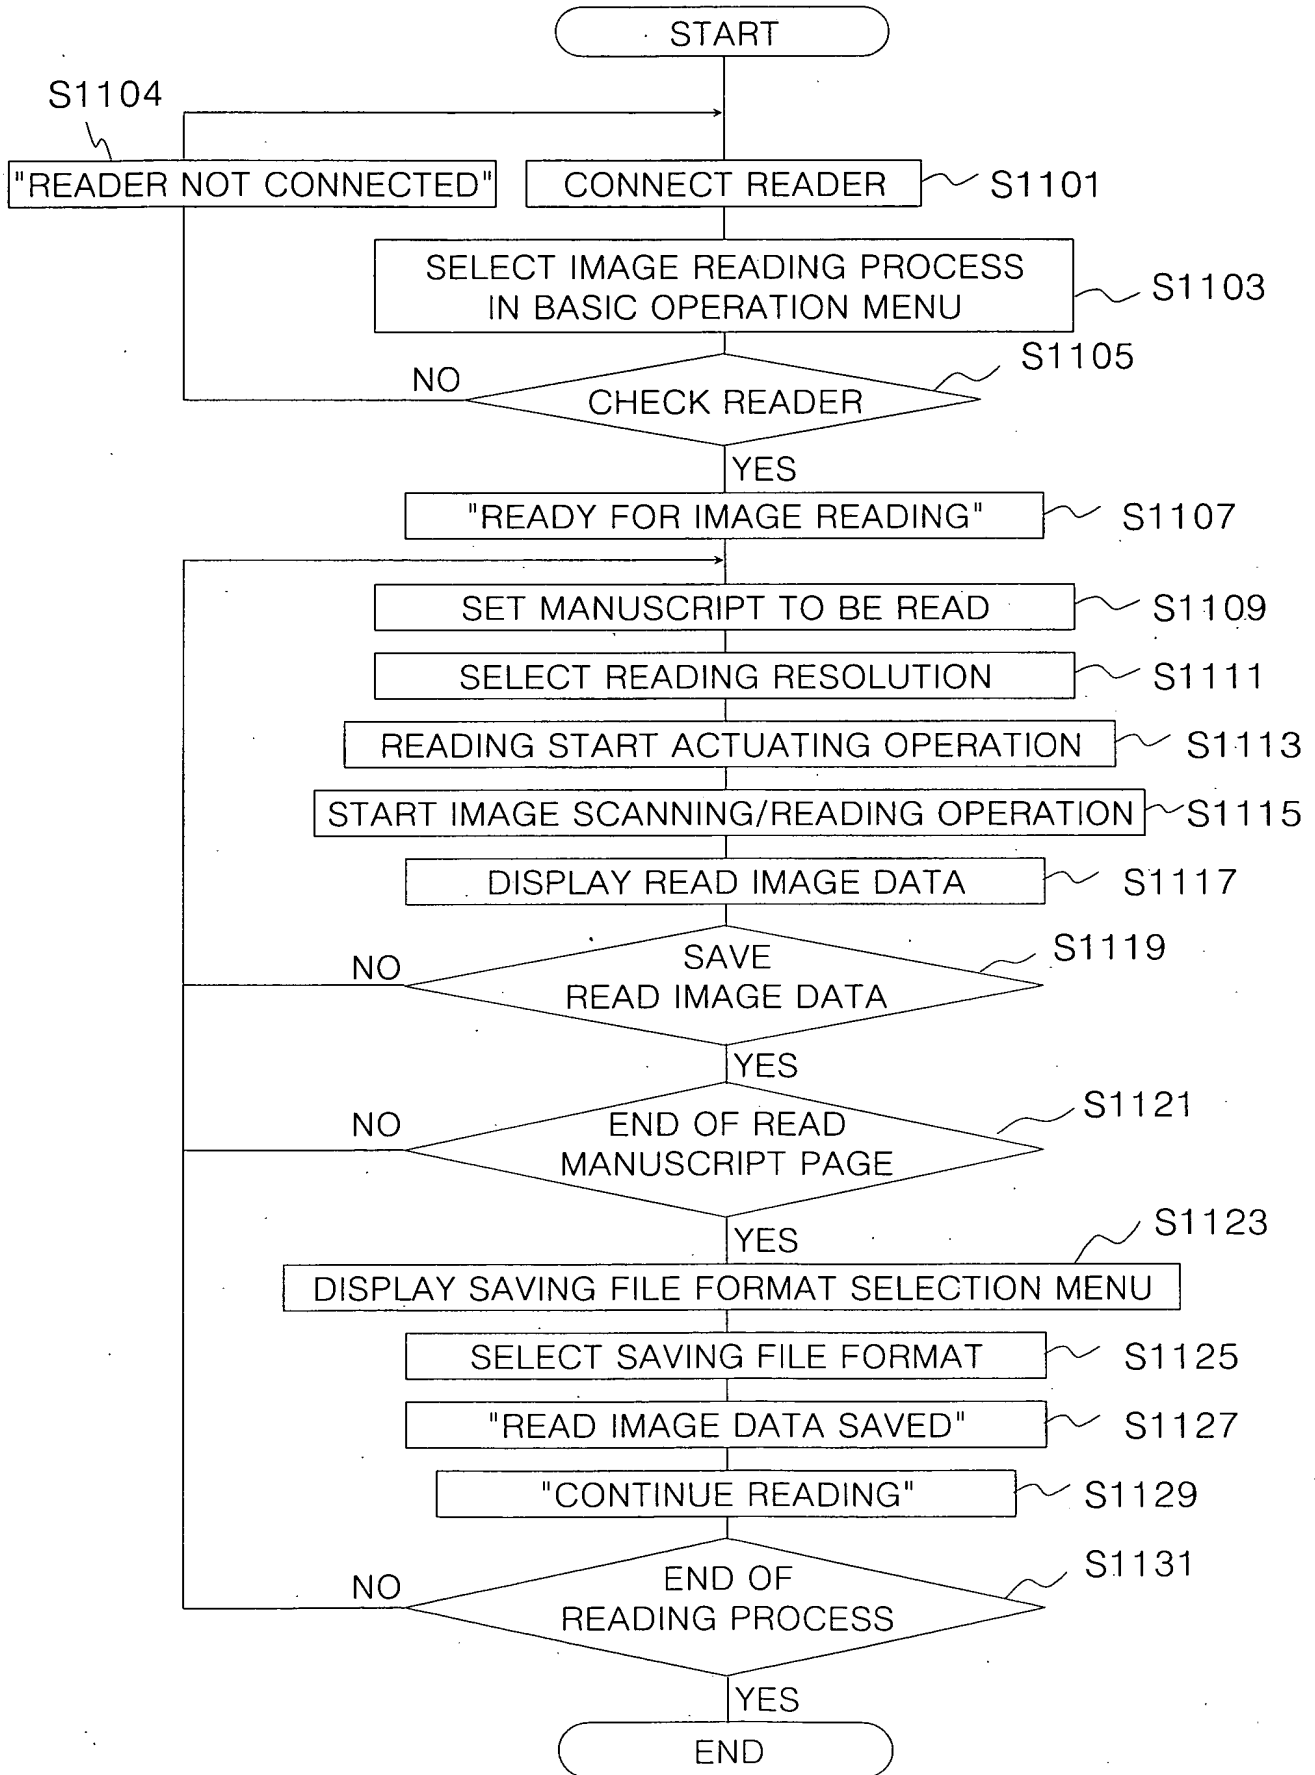 START
S1104
"READER NOT CONNECTED"
CONNECT READER
S1101
SELECT IMAGE READING PROCESS
IN BASIC OPERATION MENU
S1103
S1105
NO
CHECK READER
YES
"READY FOR IMAGE READING"
S1107
SET MANUSCRIPT TO BE READ
S1109
SELECT READING RESOLUTION
S1111
READING START ACTUATING OPERATION
S1113
START IMAGE SCANNING/READING OPERATION
S1115
DISPLAY READ IMAGE DATA
S1117
S1119
NO
SAVE
READ IMAGE DATA
YES
S1121
NO
END OF READ
MANUSCRIPT PAGE
YES
S1123
DISPLAY SAVING FILE FORMAT SELECTION MENU
SELECT SAVING FILE FORMAT
S1125
"READ IMAGE DATA SAVED"
S1127
"CONTINUE READING"
S1129
S1131
NO
END OF
READING PROCESS
YES
END